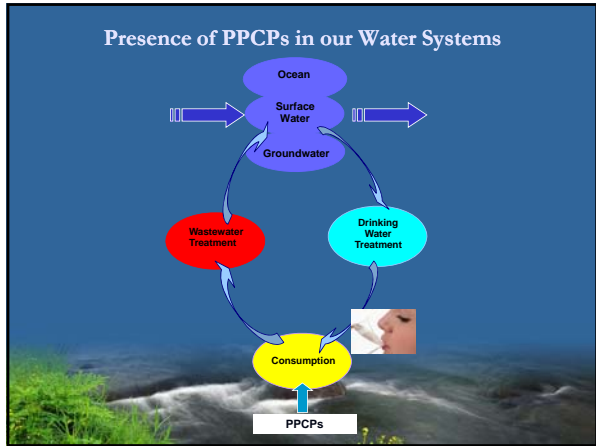 Presence of PPCPs in our Water Systems
Ocean
Surface
Water
Groundwater
Wastewater
Treatment
Drinking
Water
Treatment
Consumption
PPCPs